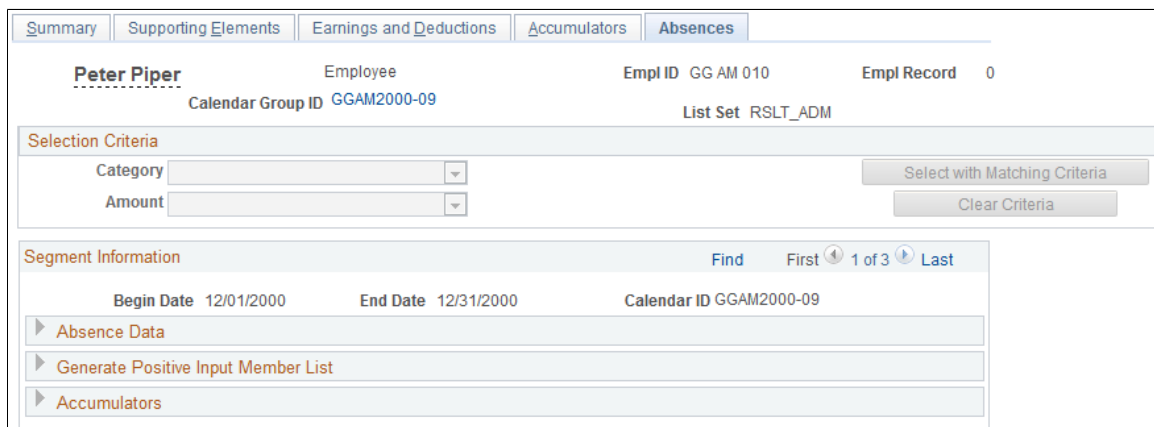 Summary Supporting Elements Earnings and Deductions Accumulators Absences
Peter Piper Employee Empl ID GG AM 010 Empl Record 0
Calendar Group ID GGAM2000-09 List Set RSLT_ADM
Selection Criteria
Category Select with Matching Criteria
Amount Clear Criteria
Segment Information Find First 1 of 3 Last
Begin Date 12/01/2000 End Date 12/31/2000 Calendar ID GGAM2000-09
Absence Data
Generate Positive Input Member List
Accumulators